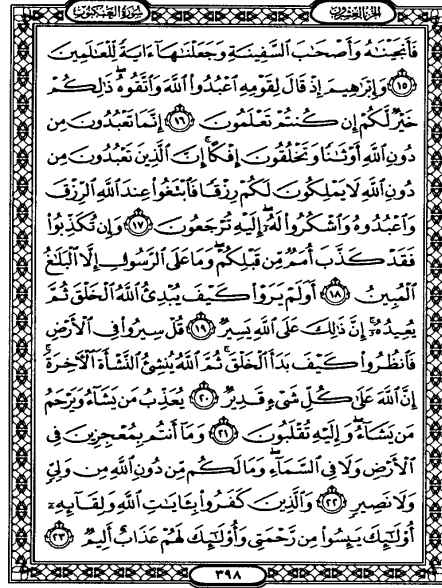 سورة العنكبوت
الجزء العشرون
فَأَنجَيْنَٰهُ وَأَصْحَٰبَ ٱلسَّفِينَةِ وَجَعَلْنَٰهَآ ءَايَةً لِّلْعَٰلَمِينَ
١٥ وَإِبْرَٰهِيمَ إِذْ قَالَ لِقَوْمِهِ ٱعْبُدُوا۟ ٱللَّهَ وَٱتَّقُوهُ ۖ ذَٰلِكُمْ
خَيْرٌ لَّكُمْ إِن كُنتُمْ تَعْلَمُونَ ١٦ إِنَّمَا تَعْبُدُونَ مِن
دُونِ ٱللَّهِ أَوْثَٰنًا وَتَخْلُقُونَ إِفْكًا ۚ إِنَّ ٱلَّذِينَ تَعْبُدُونَ مِن
دُونِ ٱللَّهِ لَا يَمْلِكُونَ لَكُمْ رِزْقًا فَٱبْتَغُوا۟ عِندَ ٱللَّهِ ٱلرِّزْقَ
وَٱعْبُدُوهُ وَٱشْكُرُوا۟ لَهُۥٓ ۖ إِلَيْهِ تُرْجَعُونَ ١٧ وَإِن تُكَذِّبُوا۟
فَقَدْ كَذَّبَ أُمَمٌ مِّن قَبْلِكُمْ ۖ وَمَا عَلَى ٱلرَّسُولِ إِلَّا ٱلْبَلَٰغُ
ٱلْمُبِينُ ١٨ أَوَلَمْ يَرَوْا۟ كَيْفَ يُبْدِئُ ٱللَّهُ ٱلْخَلْقَ ثُمَّ
يُعِيدُهُۥٓ ۚ إِنَّ ذَٰلِكَ عَلَى ٱللَّهِ يَسِيرٌ ١٩ قُلْ سِيرُوا۟ فِى ٱلْأَرْضِ
فَٱنظُرُوا۟ كَيْفَ بَدَأَ ٱلْخَلْقَ ۚ ثُمَّ ٱللَّهُ يُنشِئُ ٱلنَّشْأَةَ ٱلْءَاخِرَةَ ۚ
إِنَّ ٱللَّهَ عَلَىٰ كُلِّ شَىْءٍ قَدِيرٌ ٢٠ يُعَذِّبُ مَن يَشَآءُ وَيَرْحَمُ
مَن يَشَآءُ ۖ وَإِلَيْهِ تُقْلَبُونَ ٢١ وَمَآ أَنتُم بِمُعْجِزِينَ فِى
ٱلْأَرْضِ وَلَا فِى ٱلسَّمَآءِ ۖ وَمَا لَكُم مِّن دُونِ ٱللَّهِ مِن وَلِىٍّ
وَلَا نَصِيرٍ ٢٢ وَٱلَّذِينَ كَفَرُوا۟ بِـَٔايَٰتِ ٱللَّهِ وَلِقَآئِهِۦٓ
أُو۟لَٰٓئِكَ يَئِسُوا۟ مِن رَّحْمَتِى وَأُو۟لَٰٓئِكَ لَهُمْ عَذَابٌ أَلِيمٌ ٢٣
٣٩٨